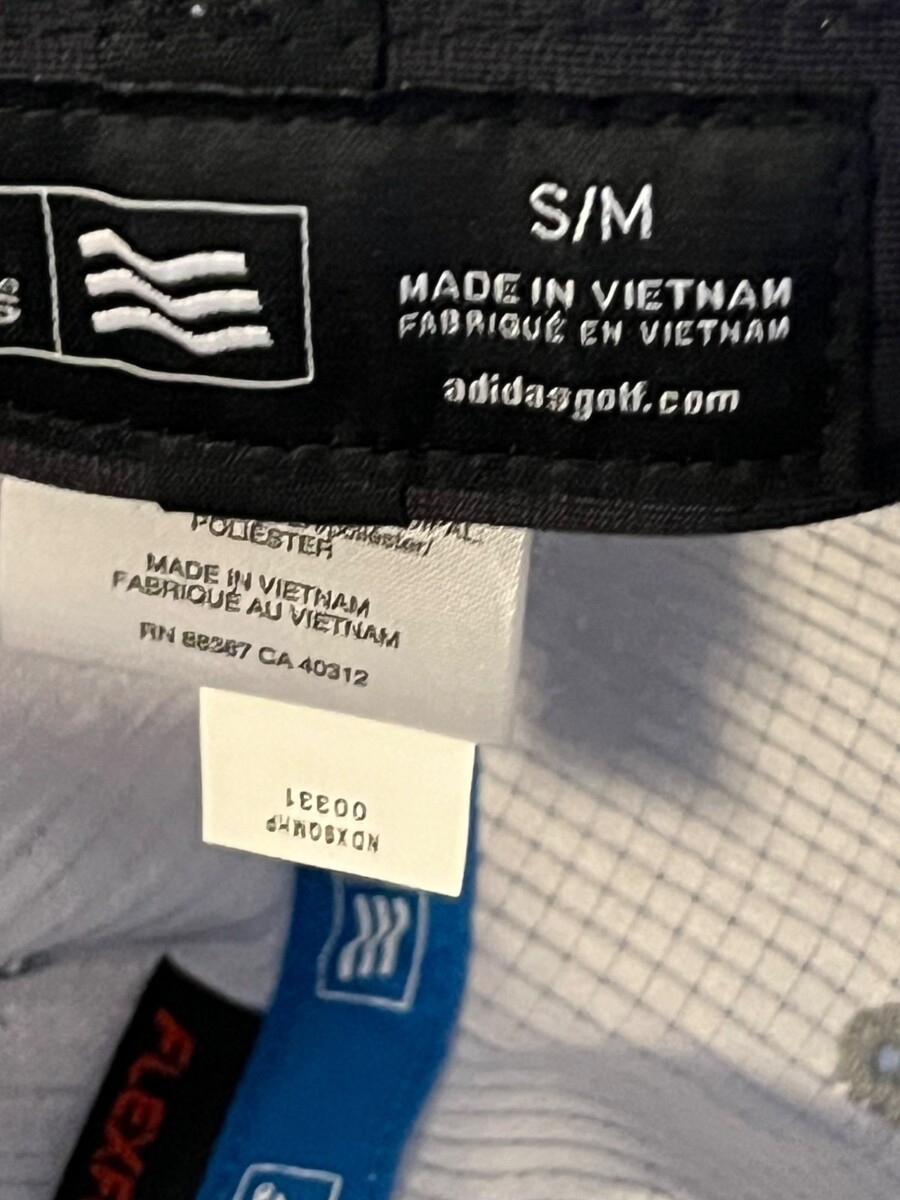 S/M
MADE IN VIETNAM
FABRIQUÉ EN VIETNAM
adidasgolf.com
POLIESTER
MADE IN VIETNAM
FABRIQUÉ AU VIETNAM
RN 88387 CA 40312
00331
FLEXF